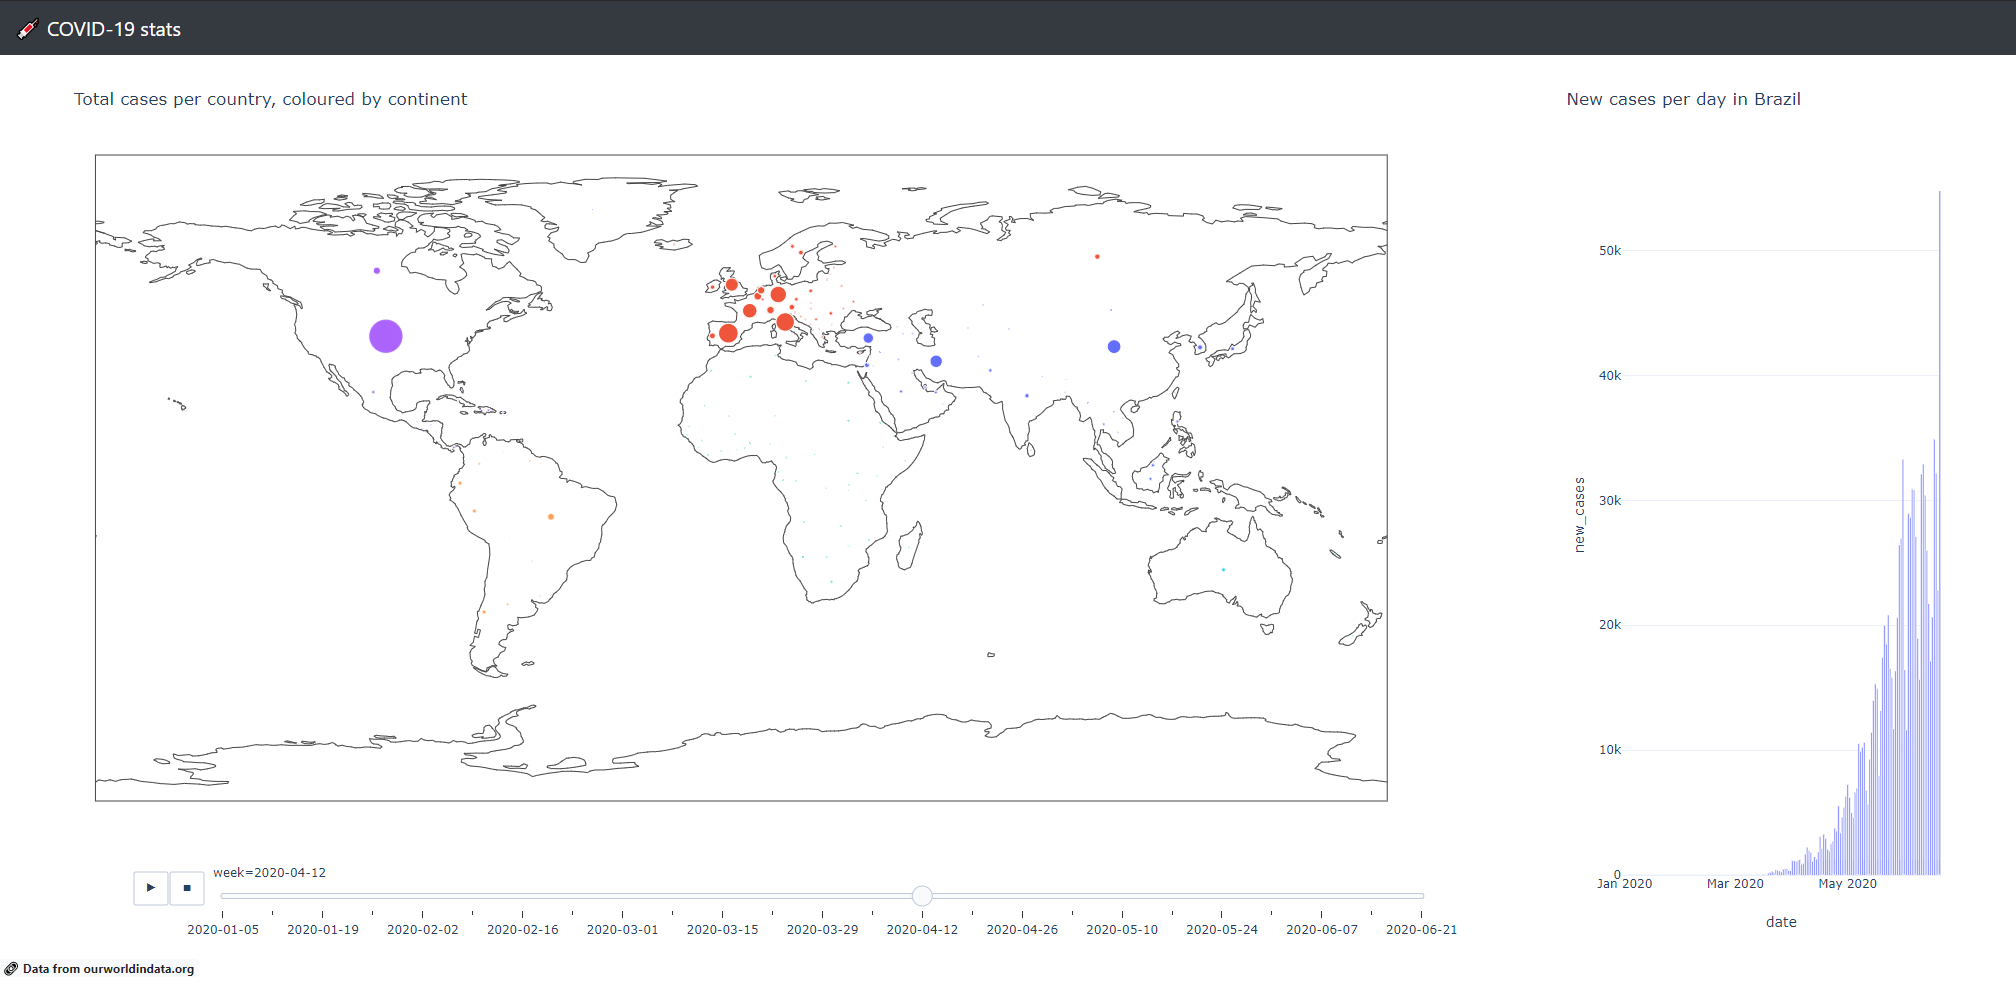 COVID-19 stats
Total cases per country, coloured by continent
New cases per day in Brazil
50k
40k
30k
20k
10k
0
new_cases
Jan 2020
Mar 2020
May 2020
date
week=2020-04-12
2020-01-05
2020-01-19
2020-02-02
2020-02-16
2020-03-01
2020-03-15
2020-03-29
2020-04-12
2020-04-26
2020-05-10
2020-05-24
2020-06-07
2020-06-21
Data from ourworldindata.org